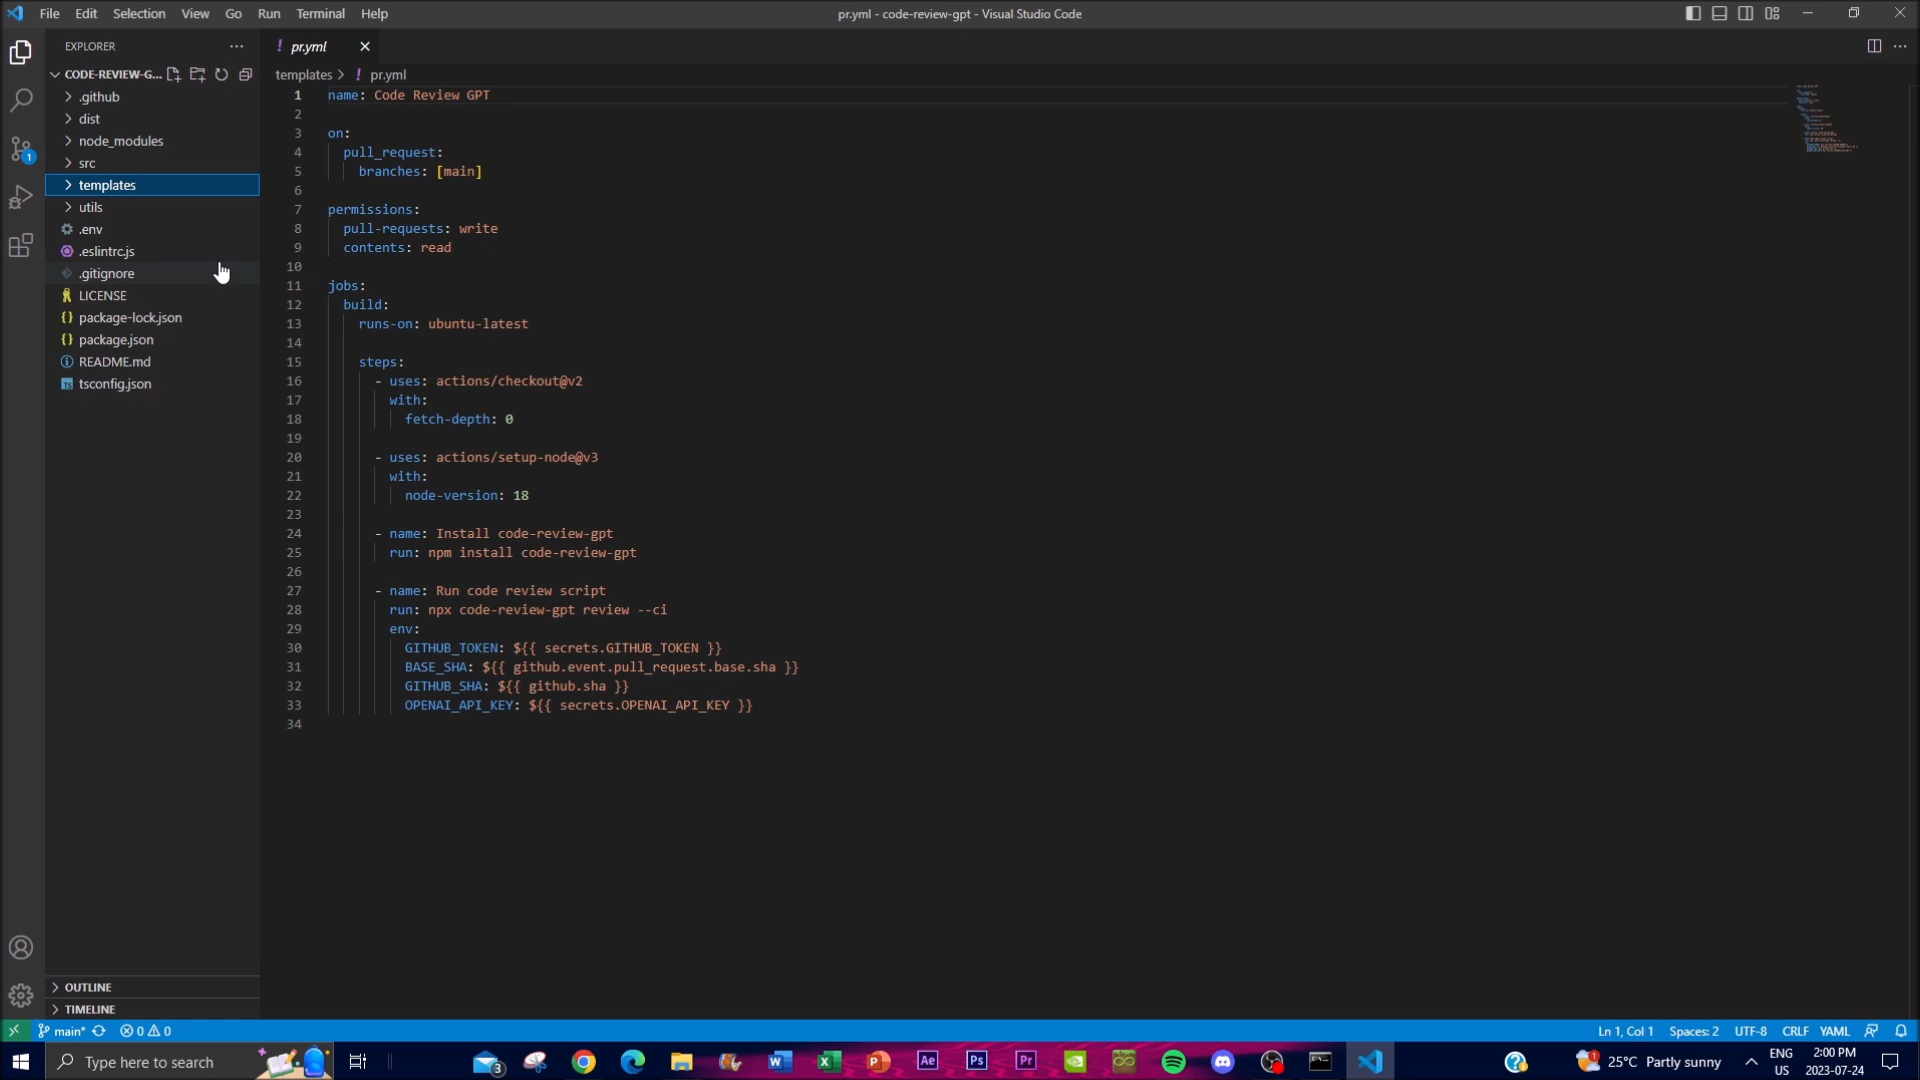 File Edit Selection View Go Run Terminal Help
pr.yml - code-review-gpt - Visual Studio Code
EXPLORER
CODE-REVIEW-G...
.github
dist
node_modules
src
templates
utils
.env
.eslintrc.js
.gitignore
LICENSE
package-lock.json
package.json
README.md
tsconfig.json
OUTLINE
TIMELINE
1
! pr.yml
templates > ! pr.yml
1 name: Code Review GPT
2
3 on:
4 pull_request:
5 branches: [main]
6
7 permissions:
8 pull-requests: write
9 contents: read
10
11 jobs:
12 build:
13 runs-on: ubuntu-latest
14
15 steps:
16 - uses: actions/checkout@v2
17 with:
18 fetch-depth: 0
19
20 - uses: actions/setup-node@v3
21 with:
22 node-version: 18
23
24 - name: Install code-review-gpt
25 run: npm install code-review-gpt
26
27 - name: Run code review script
28 run: npx code-review-gpt review --ci
29 env:
30 GITHUB_TOKEN: ${{ secrets.GITHUB_TOKEN }}
31 BASE_SHA: ${{ github.event.pull_request.base.sha }}
32 GITHUB_SHA: ${{ github.sha }}
33 OPENAI_API_KEY: ${{ secrets.OPENAI_API_KEY }}
34
main* 0 0
Ln 1, Col 1 Spaces: 2 UTF-8 CRLF YAML
Type here to search
3
W
X
P
Ae
Ps
Pr
1
25°C Partly sunny
ENG
US
2:00 PM
2023-07-24